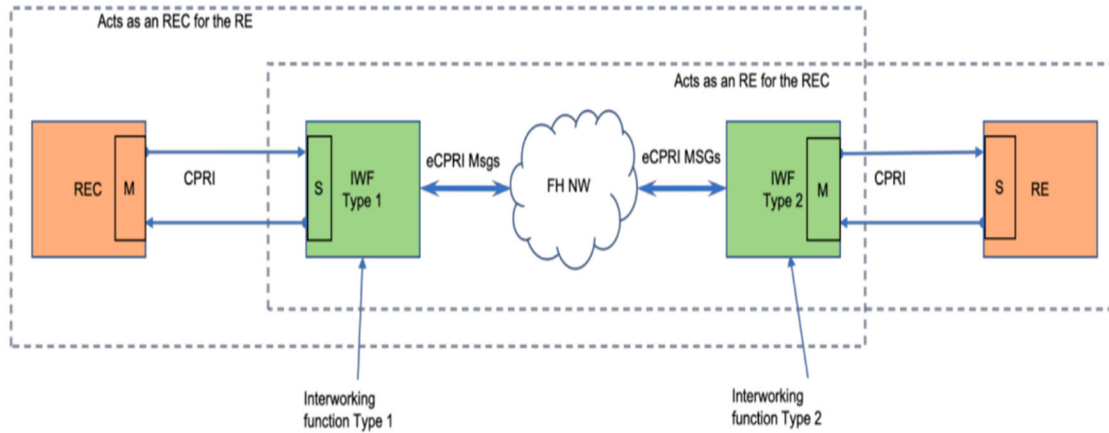 Acts as an REC for the RE
Acts as an RE for the REC
REC
M
CPRI
S
IWF
Type 1
eCPRI Msgs
FH NW
eCPRI MSGs
IWF
Type 2
M
CPRI
S
RE
Interworking
function Type 1
Interworking
function Type 2